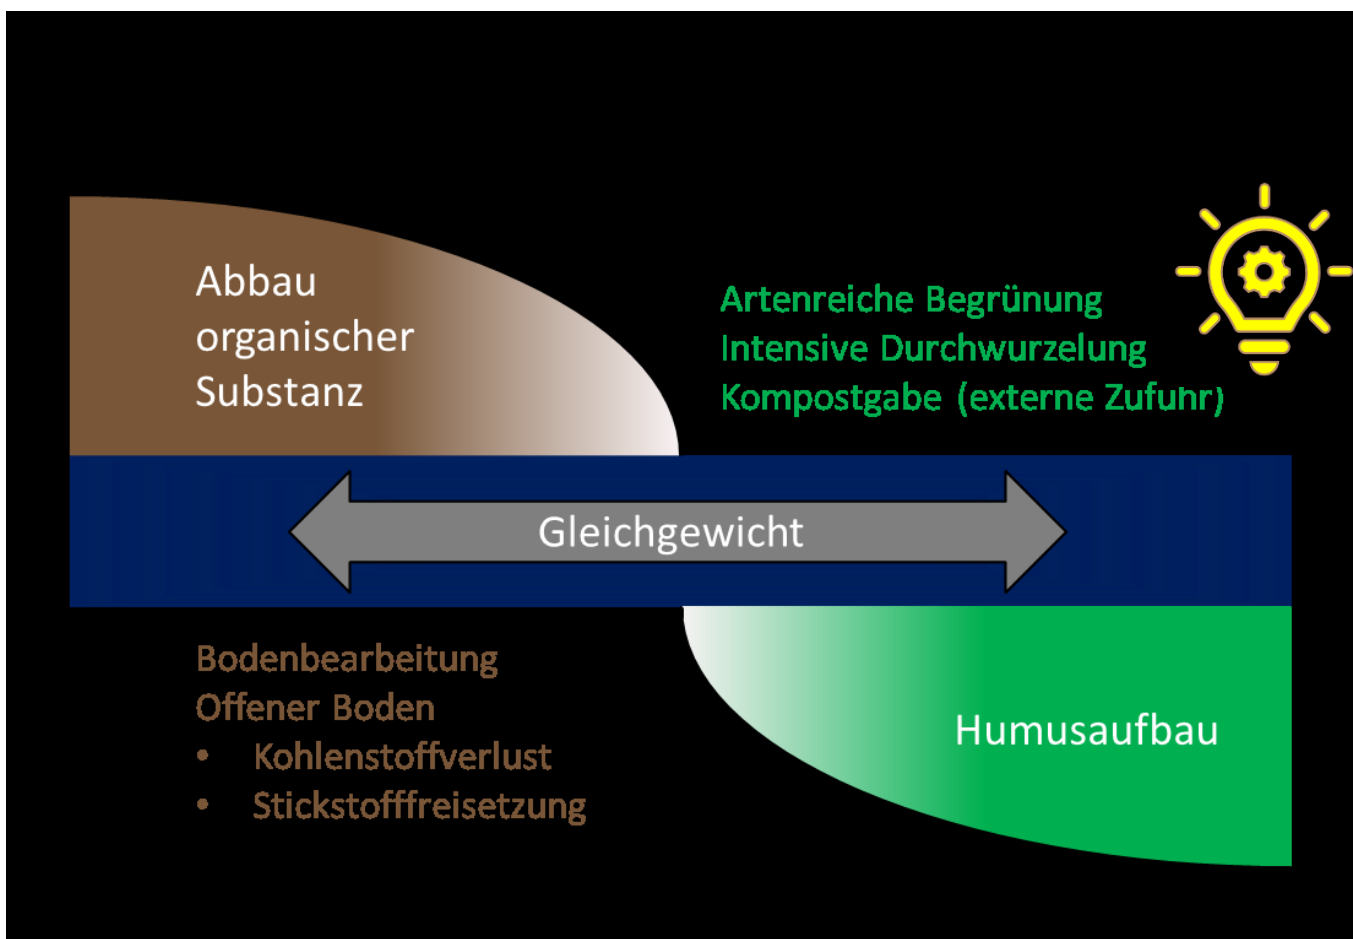 Abbau
organischer
Substanz
Artenreiche Begrünung
Intensive Durchwurzelung
Kompostgabe (externe Zufuhr)
Gleichgewicht
Bodenbearbeitung
Offener Boden
• Kohlenstoffverlust
• Stickstofffreisetzung
Humusaufbau